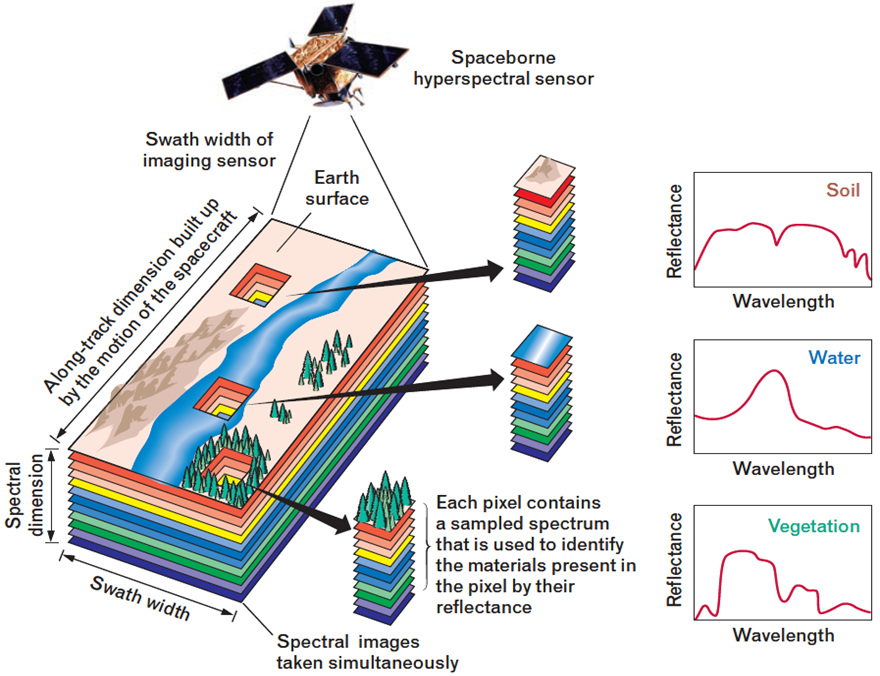 Spaceborne
hyperspectral sensor
Swath width of
imaging sensor
Earth
surface
Along-track dimension built up
by the motion of the spacecraft
Spectral
dimension
Swath width
Spectral images
taken simultaneously
Each pixel contains
a sampled spectrum
that is used to identify
the materials present in
the pixel by their
reflectance
Soil
Reflectance
Wavelength
Water
Reflectance
Wavelength
Vegetation
Reflectance
Wavelength